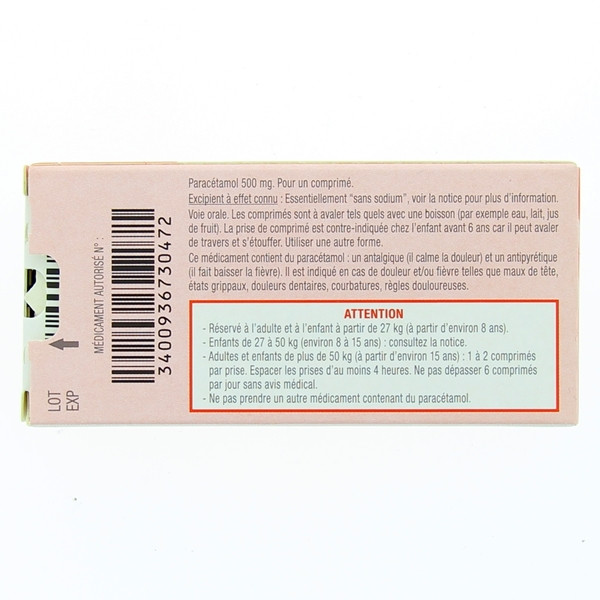 Paracétamol 500 mg. Pour un comprimé.
Excipient à effet connu : Essentiellement "sans sodium", voir la notice pour plus d'information.
Voie orale. Les comprimés sont à avaler tels quels avec une boisson (par exemple eau, lait, jus
de fruit). La prise de comprimé est contre-indiquée chez l'enfant avant 6 ans car il peut avaler
de travers et s'étouffer. Utiliser une autre forme.
Ce médicament contient du paracétamol : un antalgique (il calme la douleur) et un antipyrétique
(il fait baisser la fièvre). Il est indiqué en cas de douleur et/ou fièvre telles que maux de tête,
états grippaux, douleurs dentaires, courbatures, règles douloureuses.
ATTENTION
- Réservé à l'adulte et à l'enfant à partir de 27 kg (à partir d'environ 8 ans).
- Enfants de 27 à 50 kg (environ 8 à 15 ans) : consultez la notice.
- Adultes et enfants de plus de 50 kg (à partir d'environ 15 ans) : 1 à 2 comprimés
par prise. Espacer les prises d'au moins 4 heures. Ne pas dépasser 6 comprimés
par jour sans avis médical.
- Ne pas prendre un autre médicament contenant du paracétamol.
MÉDICAMENT AUTORISÉ N° :
3400936730472
LOT
EXP